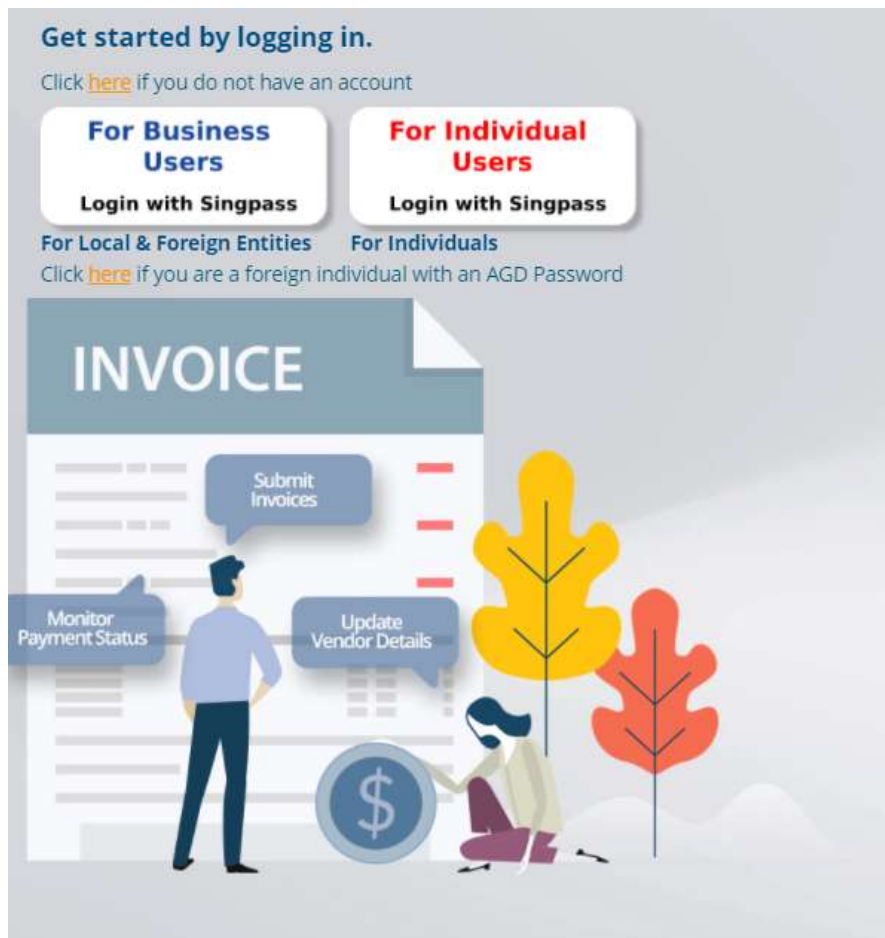 Get started by logging in.
Click here if you do not have an account
For Business
Users
Login with Singpass
For Individual
Users
Login with Singpass
For Local & Foreign Entities
For Individuals
Click here if you are a foreign individual with an AGD Password
INVOICE
Submit
Invoices
Monitor
Payment Status
Update
Vendor Details
$